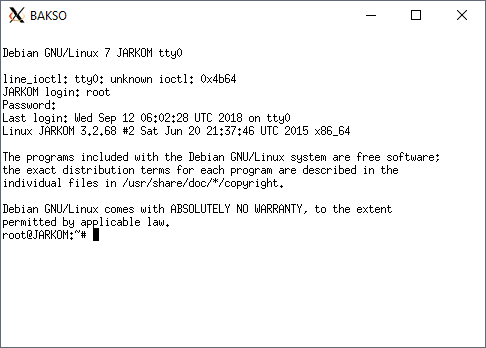 BAKSO
Debian GNU/Linux 7 JARKOM tty0
line_ioctl: tty0: unknown ioctl: 0x4b64
JARKOM login: root
Password:
Last login: Wed Sep 12 06:02:28 UTC 2018 on tty0
Linux JARKOM 3.2.68 #2 Sat Jun 20 21:37:46 UTC 2015 x86_64
The programs included with the Debian GNU/Linux system are free software;
the exact distribution terms for each program are described in the
individual files in /usr/share/doc/*/copyright.
Debian GNU/Linux comes with ABSOLUTELY NO WARRANTY, to the extent
permitted by applicable law.
root@JARKOM:~#